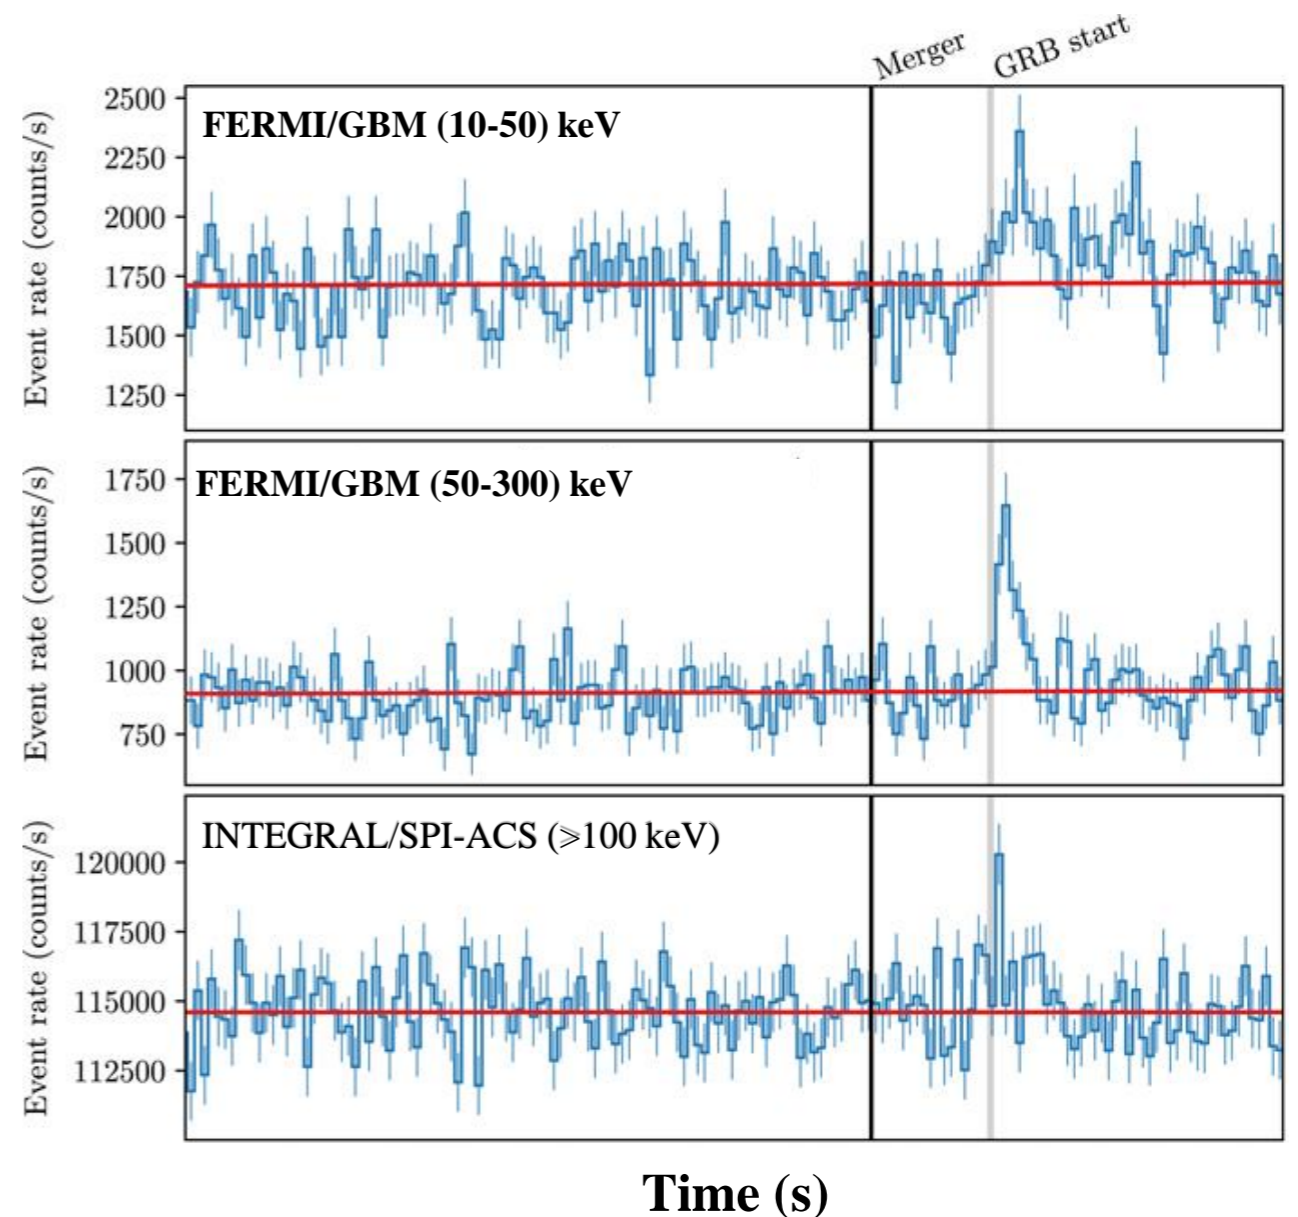 Merger
GRB start
Event rate (counts/s)
2500
2250
2000
1750
1500
1250
FERMI/GBM (10-50) keV
Event rate (counts/s)
1750
1500
1250
1000
750
FERMI/GBM (50-300) keV
Event rate (counts/s)
120000
117500
115000
112500
INTEGRAL/SPI-ACS (⩾100 keV)
Time (s)